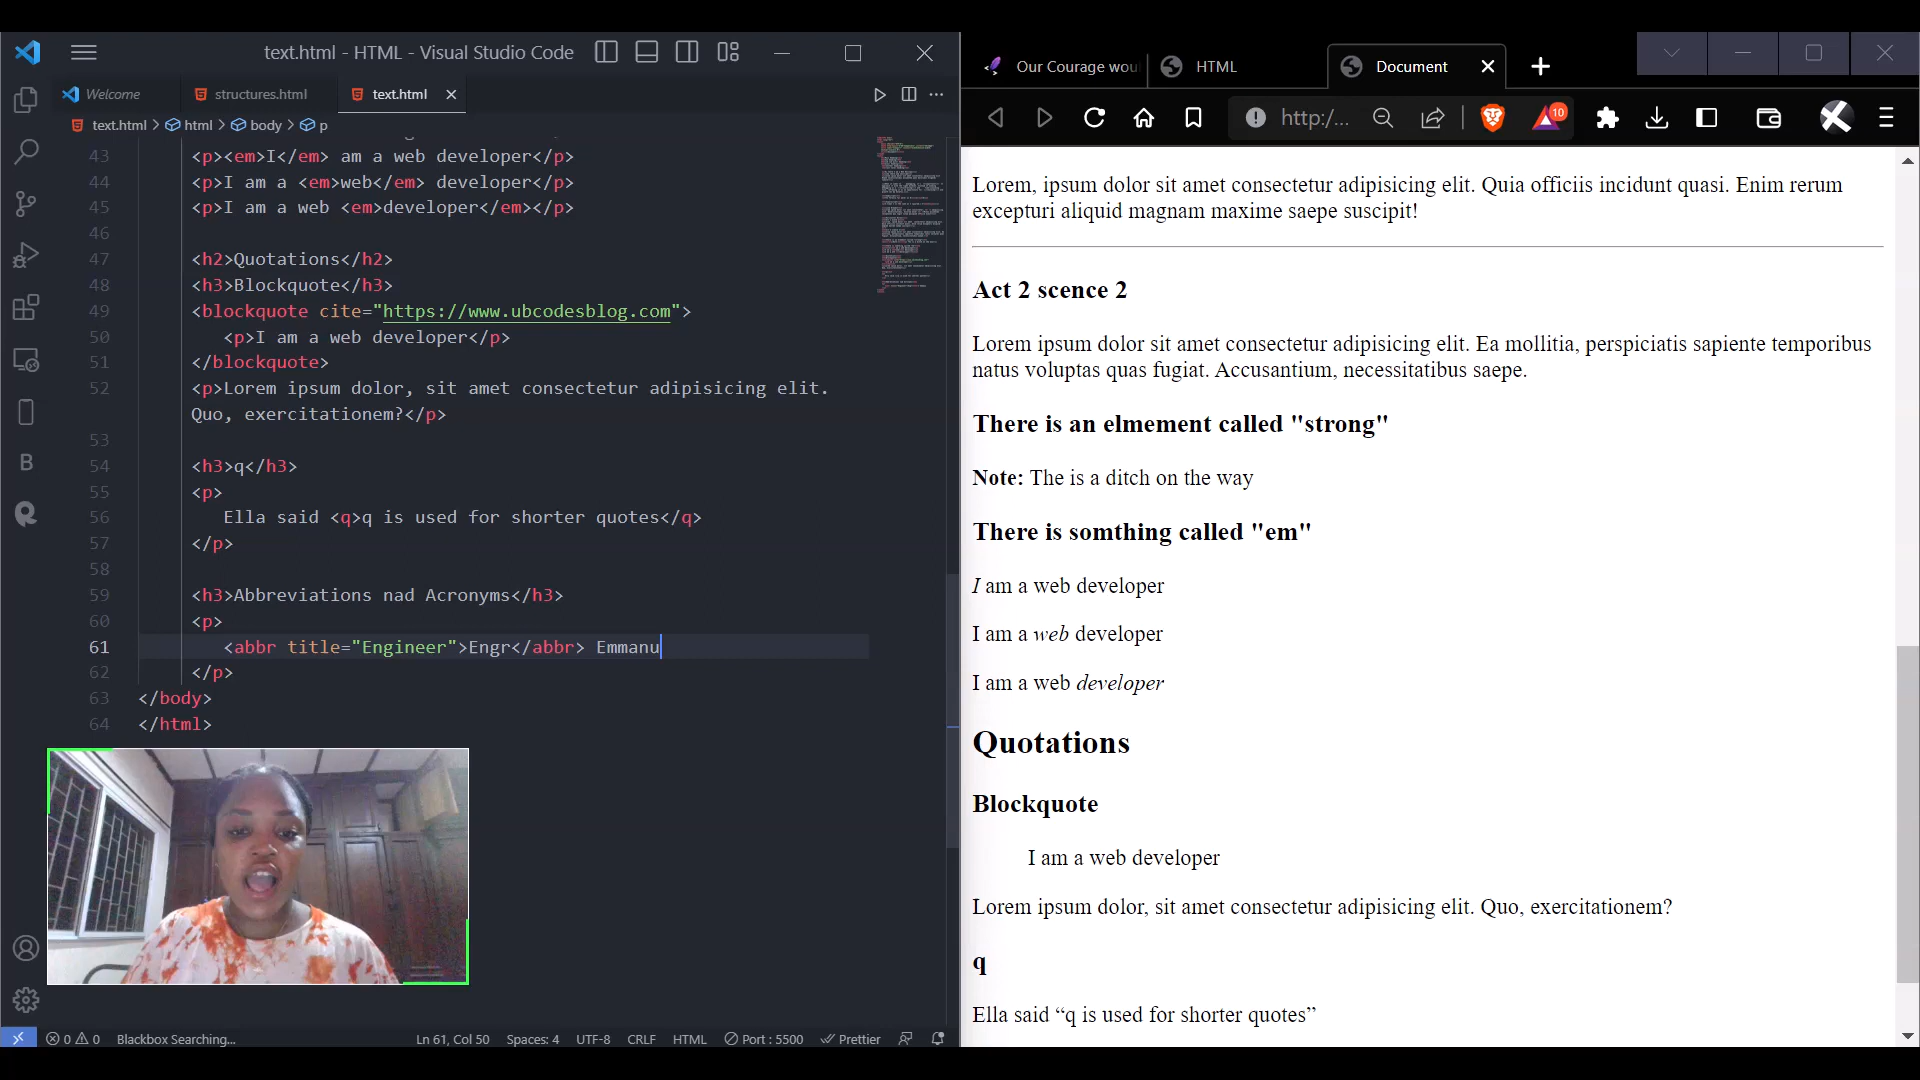 text.html - HTML - Visual Studio Code
Welcome
structures.html
text.html
text.html > html > body > p
43 <p><em>I</em> am a web developer</p>
44 <p>I am a <em>web</em> developer</p>
45 <p>I am a web <em>developer</em></p>
46
47 <h2>Quotations</h2>
48 <h3>Blockquote</h3>
49 <blockquote cite="https://www.ubcodesblog.com">
50 <p>I am a web developer</p>
51 </blockquote>
52 <p>Lorem ipsum dolor, sit amet consectetur adipisicing elit.
Quo, exercitationem?</p>
53
54 <h3>q</h3>
55 <p>
56 Ella said <q>q is used for shorter quotes</q>
57 </p>
58
59 <h3>Abbreviations nad Acronyms</h3>
60 <p>
61 <abbr title="Engineer">Engr</abbr> Emmanu
62 </p>
63 </body>
64 </html>
B
0 0 Blackbox Searching... Ln 61, Col 50 Spaces: 4 UTF-8 CRLF HTML Port : 5500 Prettier
Our Courage wou
HTML
Document
http:/...
10
Lorem, ipsum dolor sit amet consectetur adipisicing elit. Quia officiis incidunt quasi. Enim rerum
excepturi aliquid magnam maxime saepe suscipit!
Act 2 scence 2
Lorem ipsum dolor sit amet consectetur adipisicing elit. Ea mollitia, perspiciatis sapiente temporibus
natus voluptas quas fugiat. Accusantium, necessitatibus saepe.
There is an elmement called "strong"
Note: The is a ditch on the way
There is somthing called "em"
I am a web developer
I am a web developer
I am a web developer
Quotations
Blockquote
I am a web developer
Lorem ipsum dolor, sit amet consectetur adipisicing elit. Quo, exercitationem?
q
Ella said “q is used for shorter quotes”